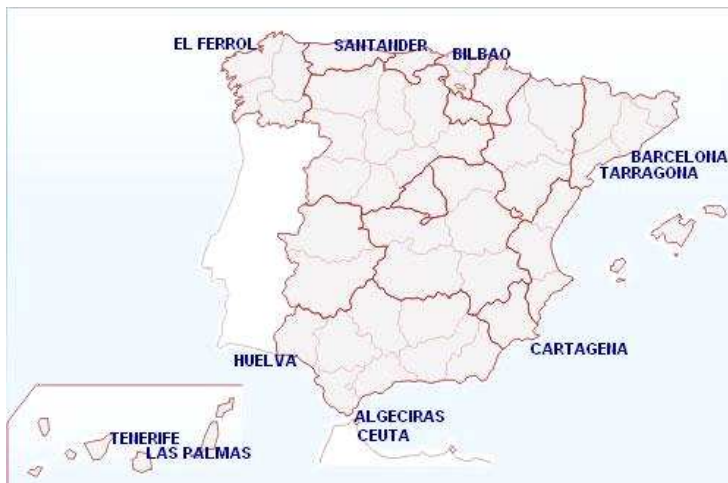 EL FERROL
SANTANDER
BILBAO
BARCELONA
TARRAGONA
CARTAGENA
HUELVA
ALGECIRAS
CEUTA
TENERIFE
LAS PALMAS